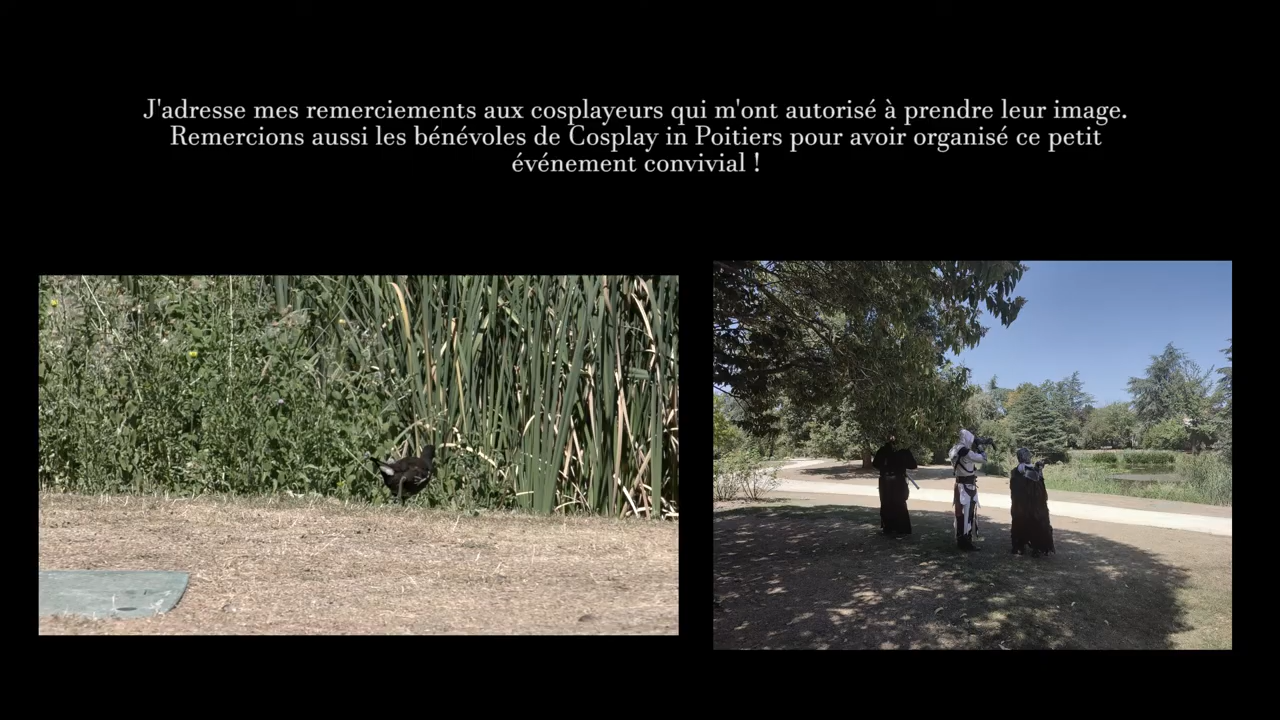 J'adresse mes remerciements aux cosplayeurs qui m'ont autorisé à prendre leur image.
Remercions aussi les bénévoles de Cosplay in Poitiers pour avoir organisé ce petit
événement convivial !